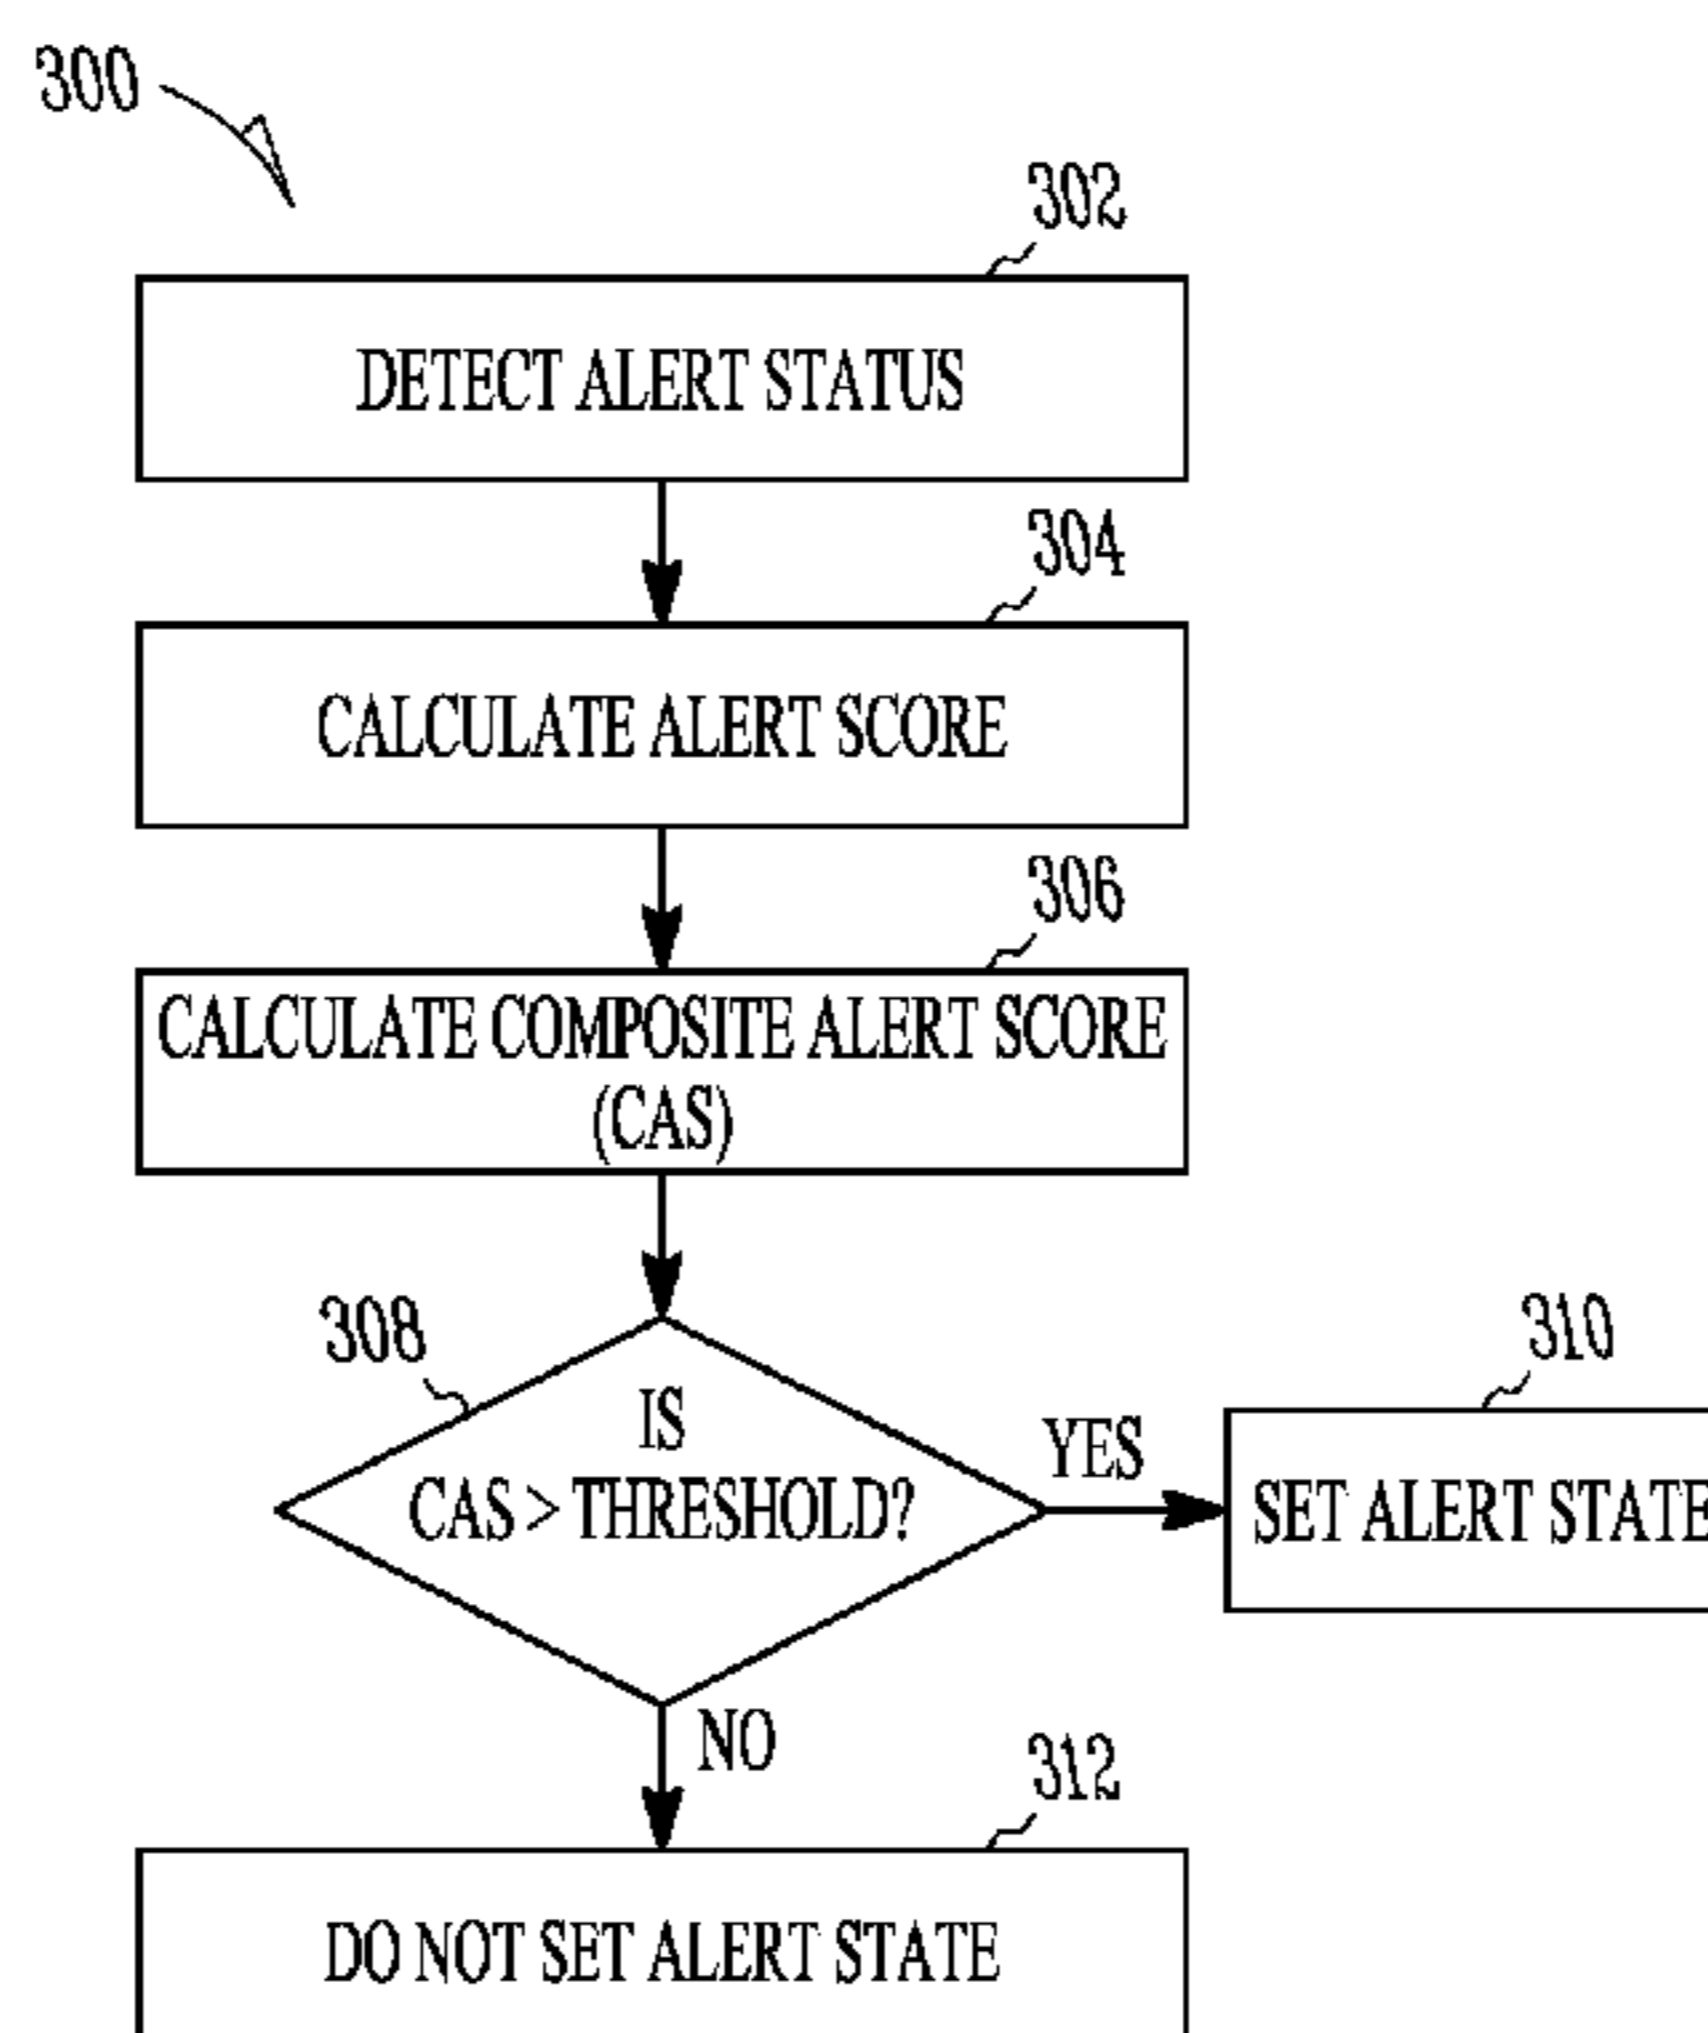 300
302
DETECT ALERT STATUS
304
CALCULATE ALERT SCORE
306
CALCULATE COMPOSITE ALERT SCORE
(CAS)
308
IS
CAS > THRESHOLD?
YES
310
SET ALERT STATE
NO
312
DO NOT SET ALERT STATE